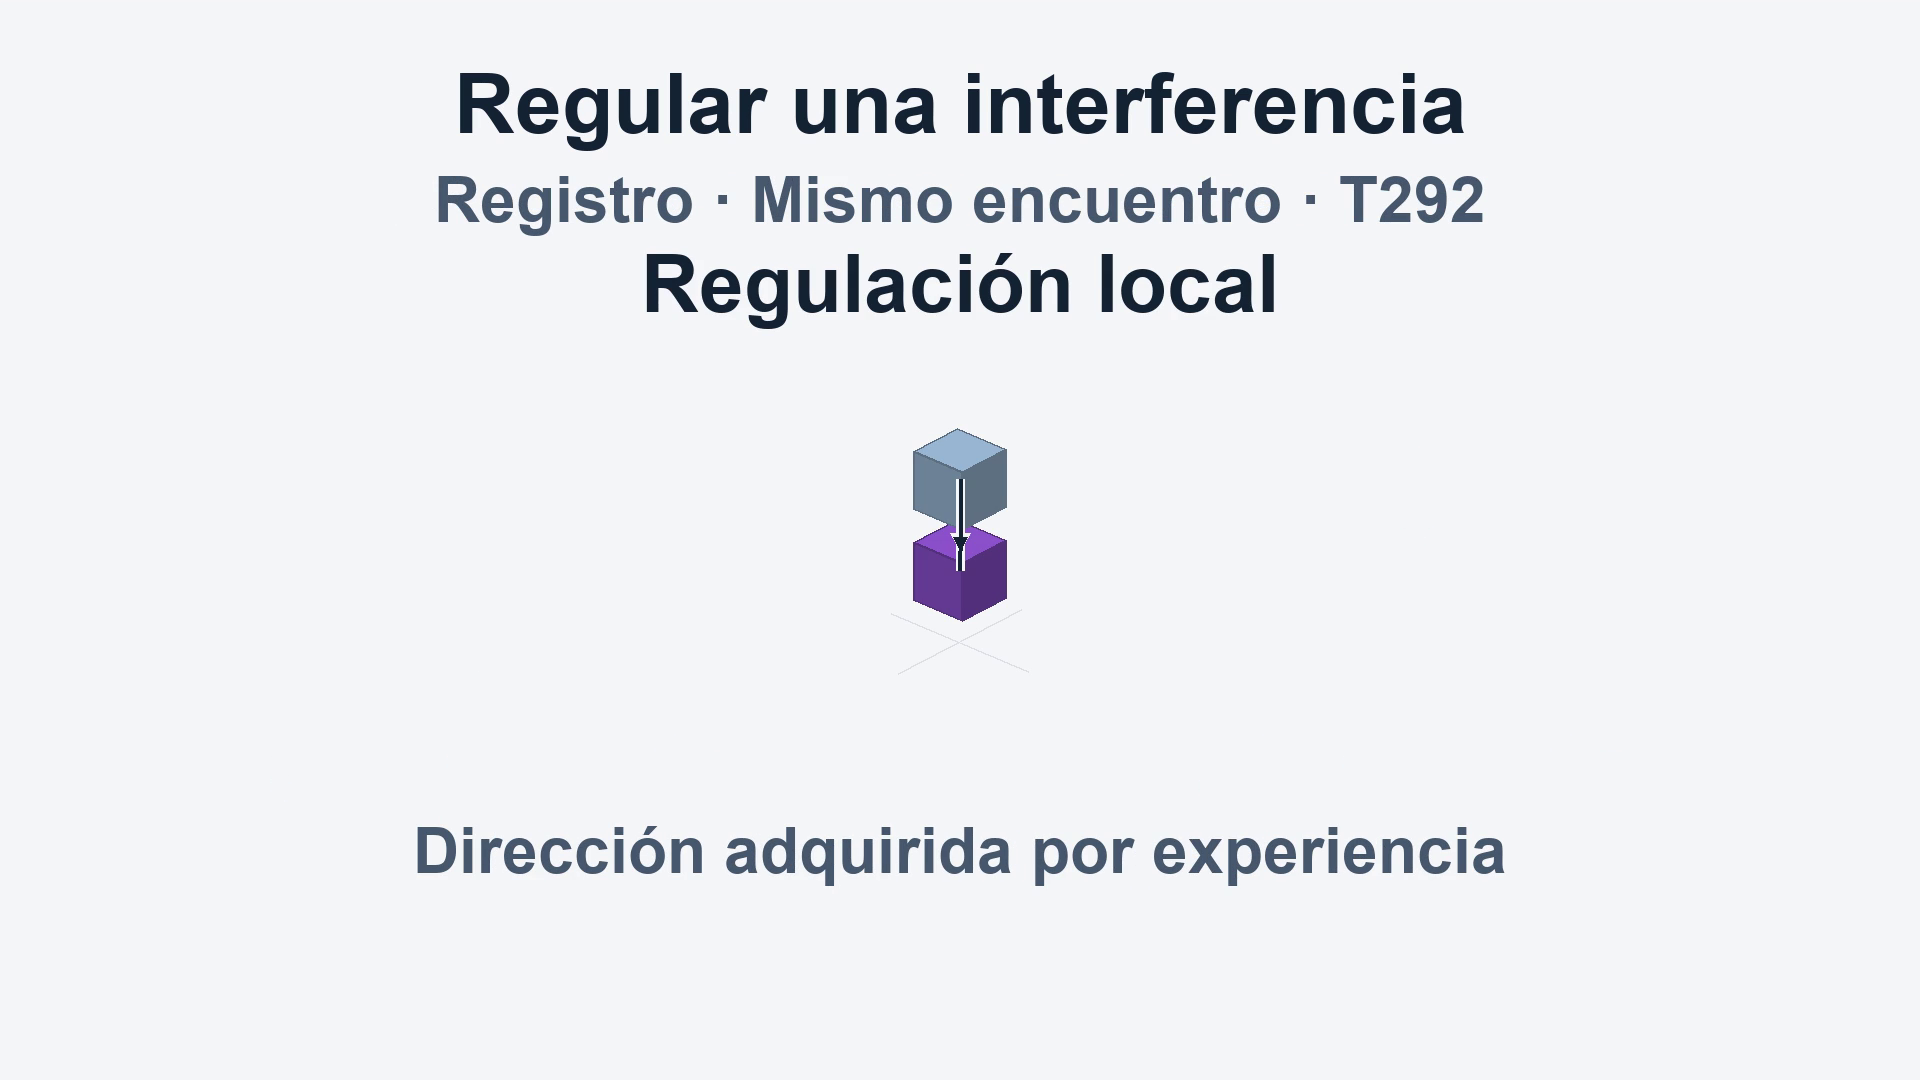 Regular una interferencia
Registro · Mismo encuentro · T292
Regulación local
Dirección adquirida por experiencia